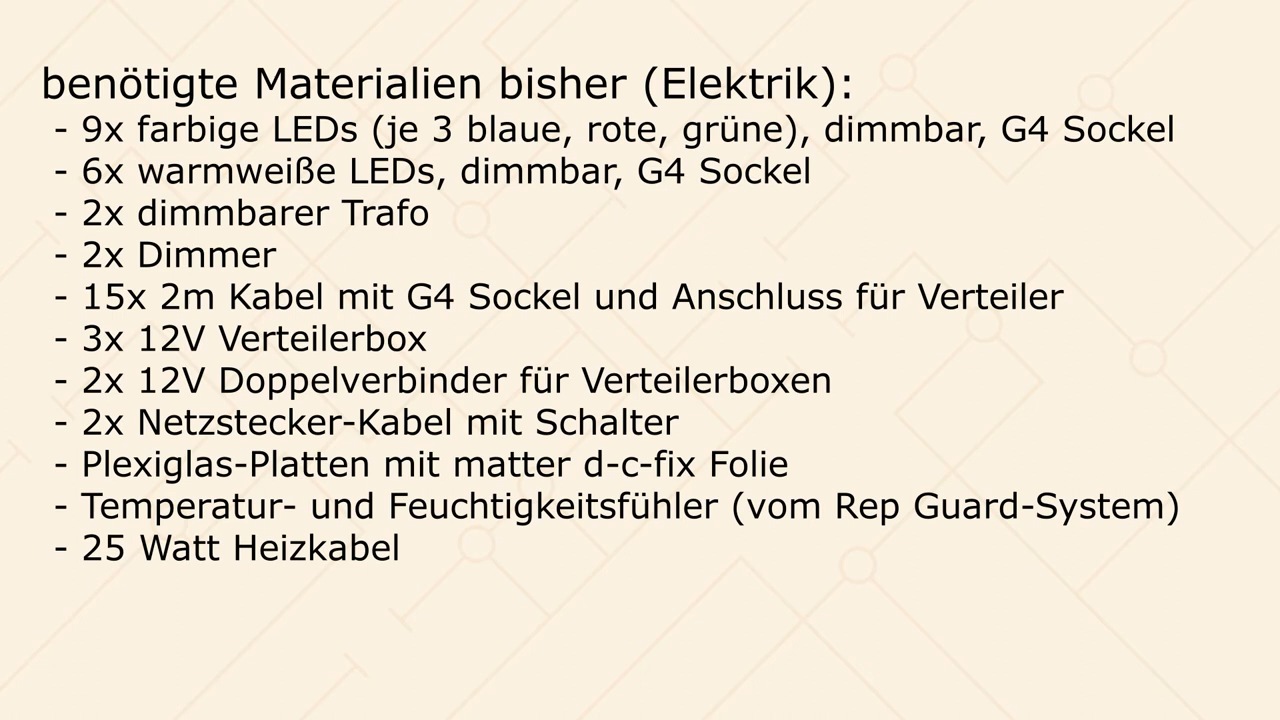 benötigte Materialien bisher (Elektrik):
- 9x farbige LEDs (je 3 blaue, rote, grüne), dimmbar, G4 Sockel
- 6x warmweiße LEDs, dimmbar, G4 Sockel
- 2x dimmbarer Trafo
- 2x Dimmer
- 15x 2m Kabel mit G4 Sockel und Anschluss für Verteiler
- 3x 12V Verteilerbox
- 2x 12V Doppelverbinder für Verteilerboxen
- 2x Netzstecker-Kabel mit Schalter
- Plexiglas-Platten mit matter d-c-fix Folie
- Temperatur- und Feuchtigkeitsfühler (vom Rep Guard-System)
- 25 Watt Heizkabel